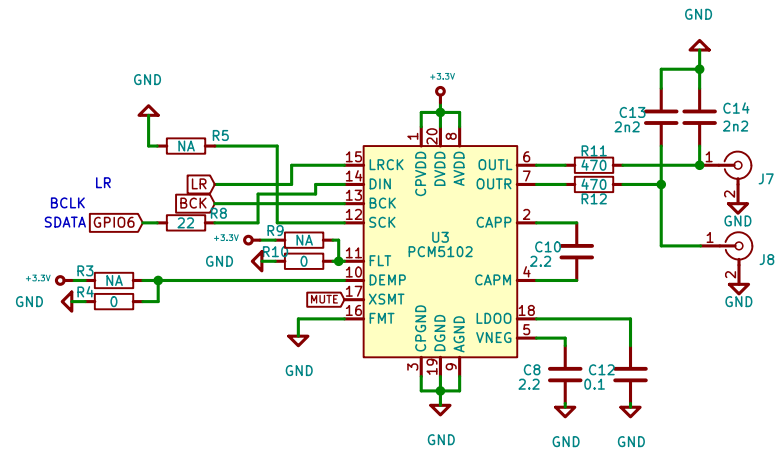 GND
+3.3V
GND
C13
2n2
C14
2n2
NA
R5
1
20
8
CPVDD
DVDD
AVDD
15
LRCK
OUTL
6
R11
470
1
J7
2
LR
LR
14
DIN
OUTR
7
470
R12
BCLK
BCK
13
BCK
SDATA
GPIO6
22
R8
12
SCK
CAPP
2
GND
+3.3V
R9
NA
U3
PCM5102
C10
2.2
1
J8
2
GND
R10
0
11
FLT
GND
+3.3V
R3
NA
10
DEMP
CAPM
4
GND
R4
0
MUTE
17
XSMT
16
FMT
LDOO
18
VNEG
5
CPGND
DGND
AGND
3
19
9
GND
C8
2.2
C12
0.1
GND
GND
GND